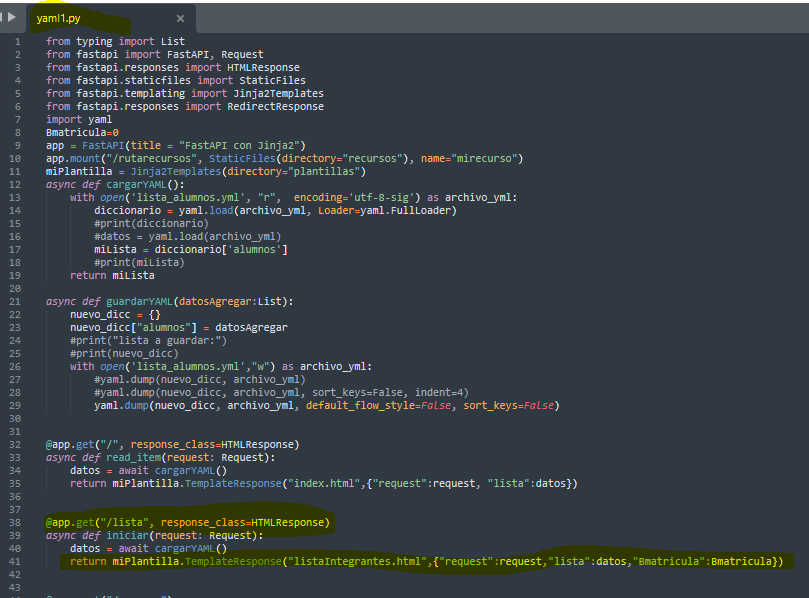 yaml1.py ×
1 from typing import List
2 from fastapi import FastAPI, Request
3 from fastapi.responses import HTMLResponse
4 from fastapi.staticfiles import StaticFiles
5 from fastapi.templating import Jinja2Templates
6 from fastapi.responses import RedirectResponse
7 import yaml
8 Bmatricula=0
9 app = FastAPI(title = "FastAPI con Jinja2")
10 app.mount("/rutarecursos", StaticFiles(directory="recursos"), name="mirecurso")
11 miPlantilla = Jinja2Templates(directory="plantillas")
12 async def cargarYAML():
13     with open('lista_alumnos.yml', "r",  encoding='utf-8-sig') as archivo_yml:
14         diccionario = yaml.load(archivo_yml, Loader=yaml.FullLoader)
15         #print(diccionario)
16         #datos = yaml.load(archivo_yml)
17         miLista = diccionario['alumnos']
18         #print(miLista)
19     return miLista
20
21 async def guardarYAML(datosAgregar:List):
22     nuevo_dicc = {}
23     nuevo_dicc["alumnos"] = datosAgregar
24     #print("lista a guardar:")
25     #print(nuevo_dicc)
26     with open('lista_alumnos.yml',"w") as archivo_yml:
27         #yaml.dump(nuevo_dicc, archivo_yml)
28         #yaml.dump(nuevo_dicc, archivo_yml, sort_keys=False, indent=4)
29         yaml.dump(nuevo_dicc, archivo_yml, default_flow_style=False, sort_keys=False)
30
31
32 @app.get("/", response_class=HTMLResponse)
33 async def read_item(request: Request):
34     datos = await cargarYAML()
35     return miPlantilla.TemplateResponse("index.html",{"request":request, "lista":datos})
36
37
38 @app.get("/lista", response_class=HTMLResponse)
39 async def iniciar(request: Request):
40     datos = await cargarYAML()
41     return miPlantilla.TemplateResponse("listaIntegrantes.html",{"request":request,"lista":datos,"Bmatricula":Bmatricula})
42
43